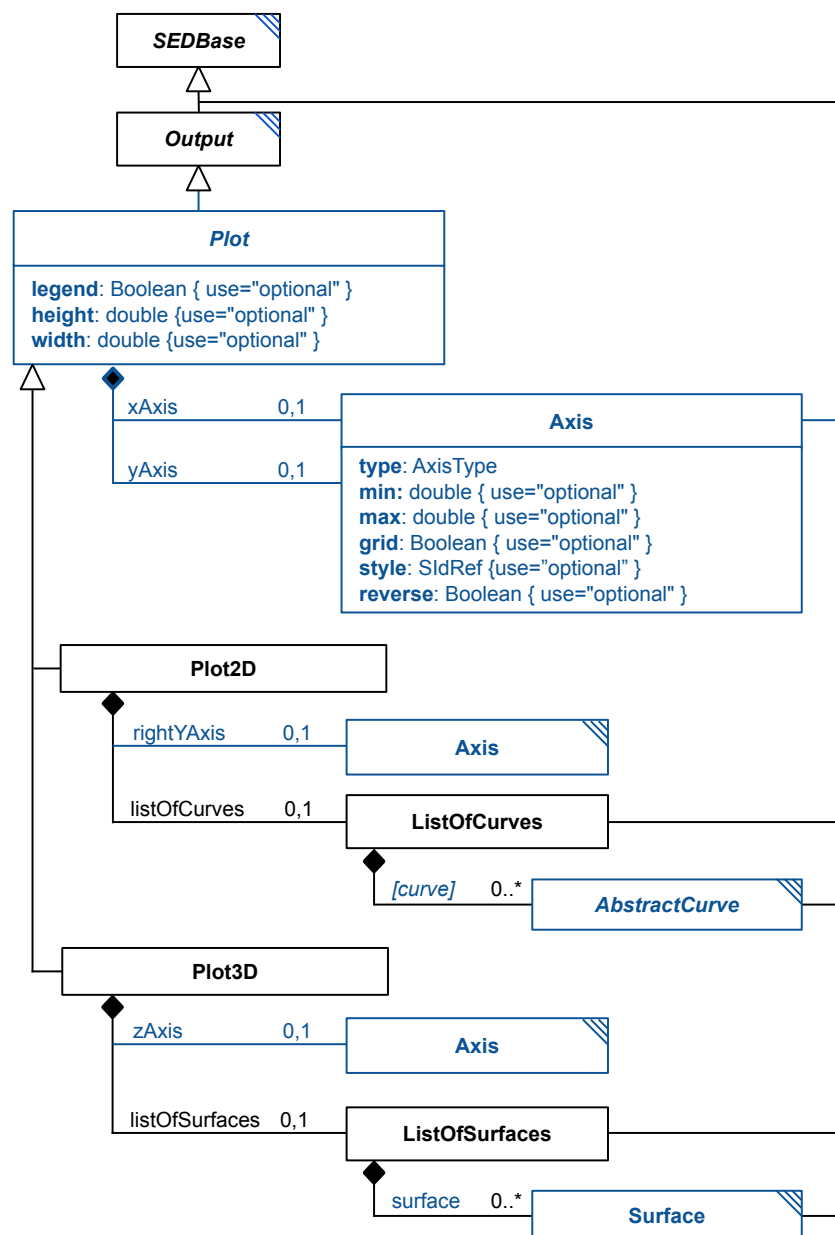 SEDBase
Output
Plot
legend: Boolean { use="optional" }
height: double {use="optional" }
width: double {use="optional" }
xAxis 0,1
Axis
yAxis 0,1
type: AxisType
min: double { use="optional" }
max: double { use="optional" }
grid: Boolean { use="optional" }
style: SIdRef {use=”optional” }
reverse: Boolean { use="optional" }
Plot2D
rightYAxis 0,1
Axis
listOfCurves 0,1
ListOfCurves
[curve] 0..*
AbstractCurve
Plot3D
zAxis 0,1
Axis
listOfSurfaces 0,1
ListOfSurfaces
surface 0..*
Surface